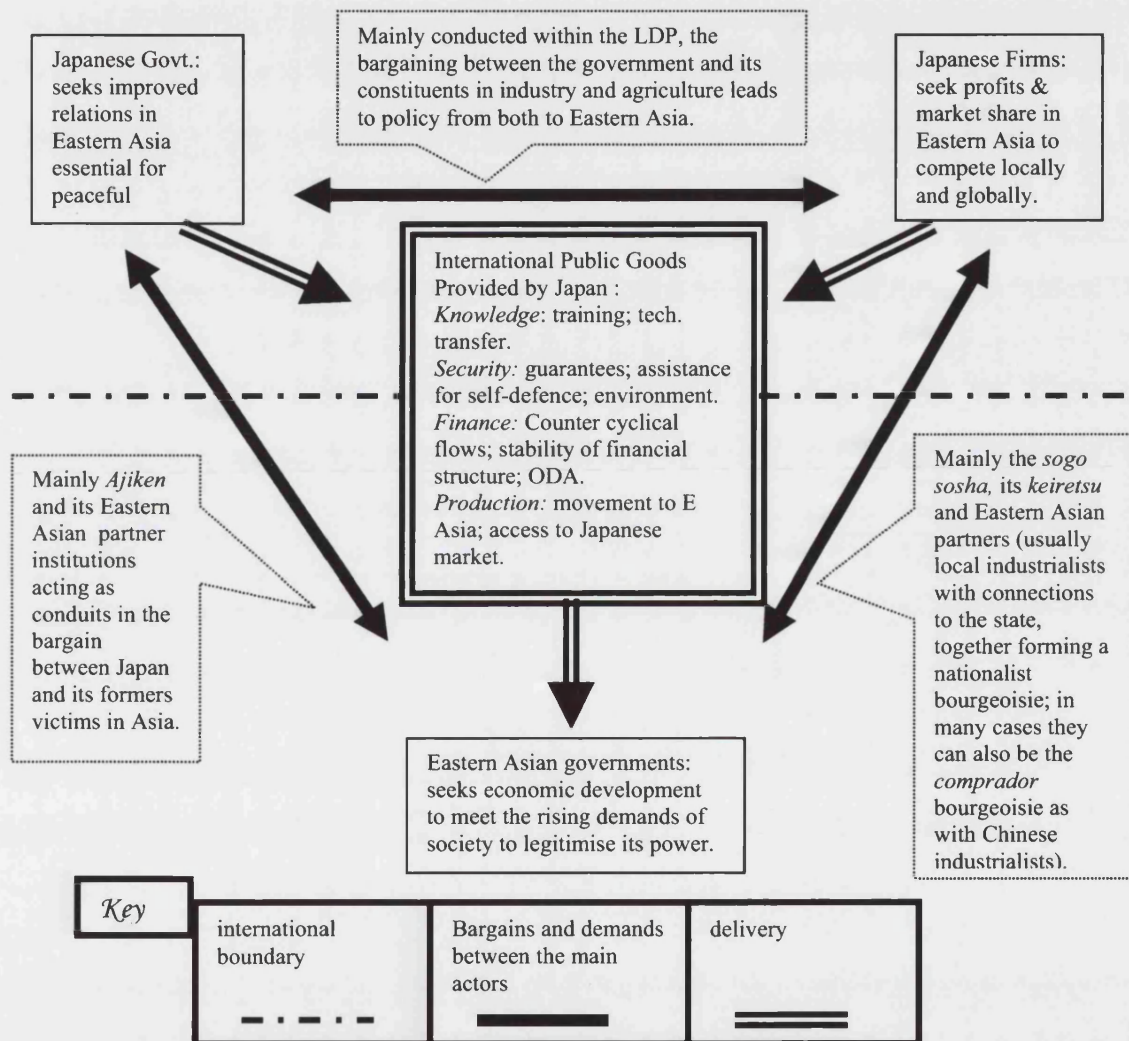 Japanese Govt.:
seeks improved
relations in
Eastern Asia
essential for
peaceful
Mainly conducted within the LDP, the
bargaining between the government and its
constituents in industry and agriculture leads
to policy from both to Eastern Asia.
Japanese Firms:
seek profits &
market share in
Eastern Asia to
compete locally
and globally.
International Public Goods
Provided by Japan :
Knowledge: training; tech.
transfer.
Security: guarantees; assistance
for self-defence; environment.
Finance: Counter cyclical
flows; stability of financial
structure; ODA.
Production: movement to E
Asia; access to Japanese
market.
Mainly Ajiken
and its Eastern
Asian partner
institutions
acting as
conduits in the
bargain
between Japan
and its formers
victims in Asia.
Mainly the sogo
sosha, its keiretsu
and Eastern Asian
partners (usually
local industrialists
with connections
to the state,
together forming a
nationalist
bourgeoisie; in
many cases they
can also be the
comprador
bourgeoisie as
with Chinese
industrialists).
Eastern Asian governments:
seeks economic development
to meet the rising demands of
society to legitimise its power.
Key
international
boundary
Bargains and demands
between the main
actors
delivery